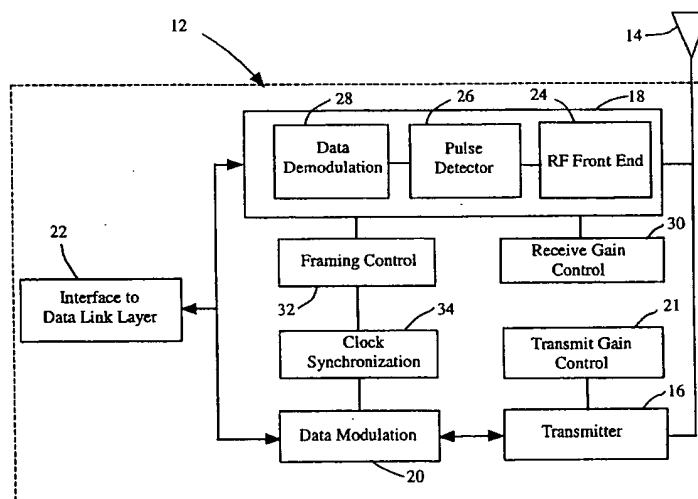 12
14
28
26
24
18
Data
Demodulation
Pulse
Detector
RF Front End
22
30
Framing Control
Receive Gain
Control
Interface to
Data Link Layer
32
34
21
Clock
Synchronization
Transmit Gain
Control
16
Data Modulation
Transmitter
20